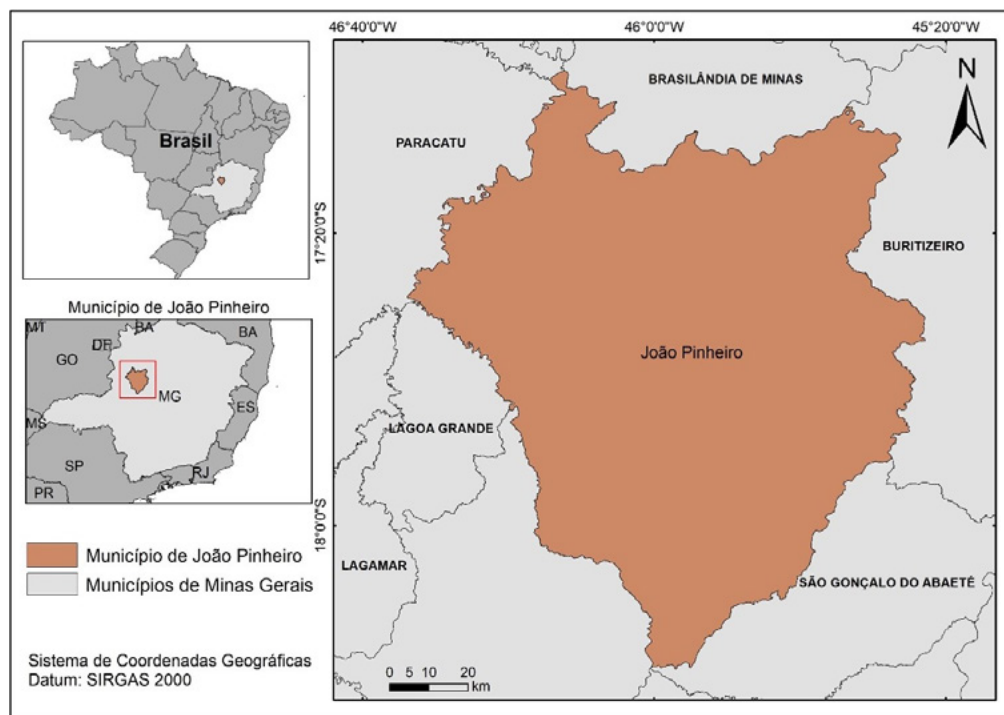 46°40'0"W
46°0'0"W
45°20'0"W
Brasil
N
BRASILÂNDIA DE MINAS
PARACATU
17°20'0"S
BURITIZEIRO
Município de João Pinheiro
MT
BA
BA
DF
GO
MG
ES
MS
SP
RJ
PR
João Pinheiro
LAGOA GRANDE
18°0'0"S
LAGAMAR
SÃO GONÇALO DO ABAETÉ
Município de João Pinheiro
Municípios de Minas Gerais
Sistema de Coordenadas Geográficas
Datum: SIRGAS 2000
0 5 10 20
km